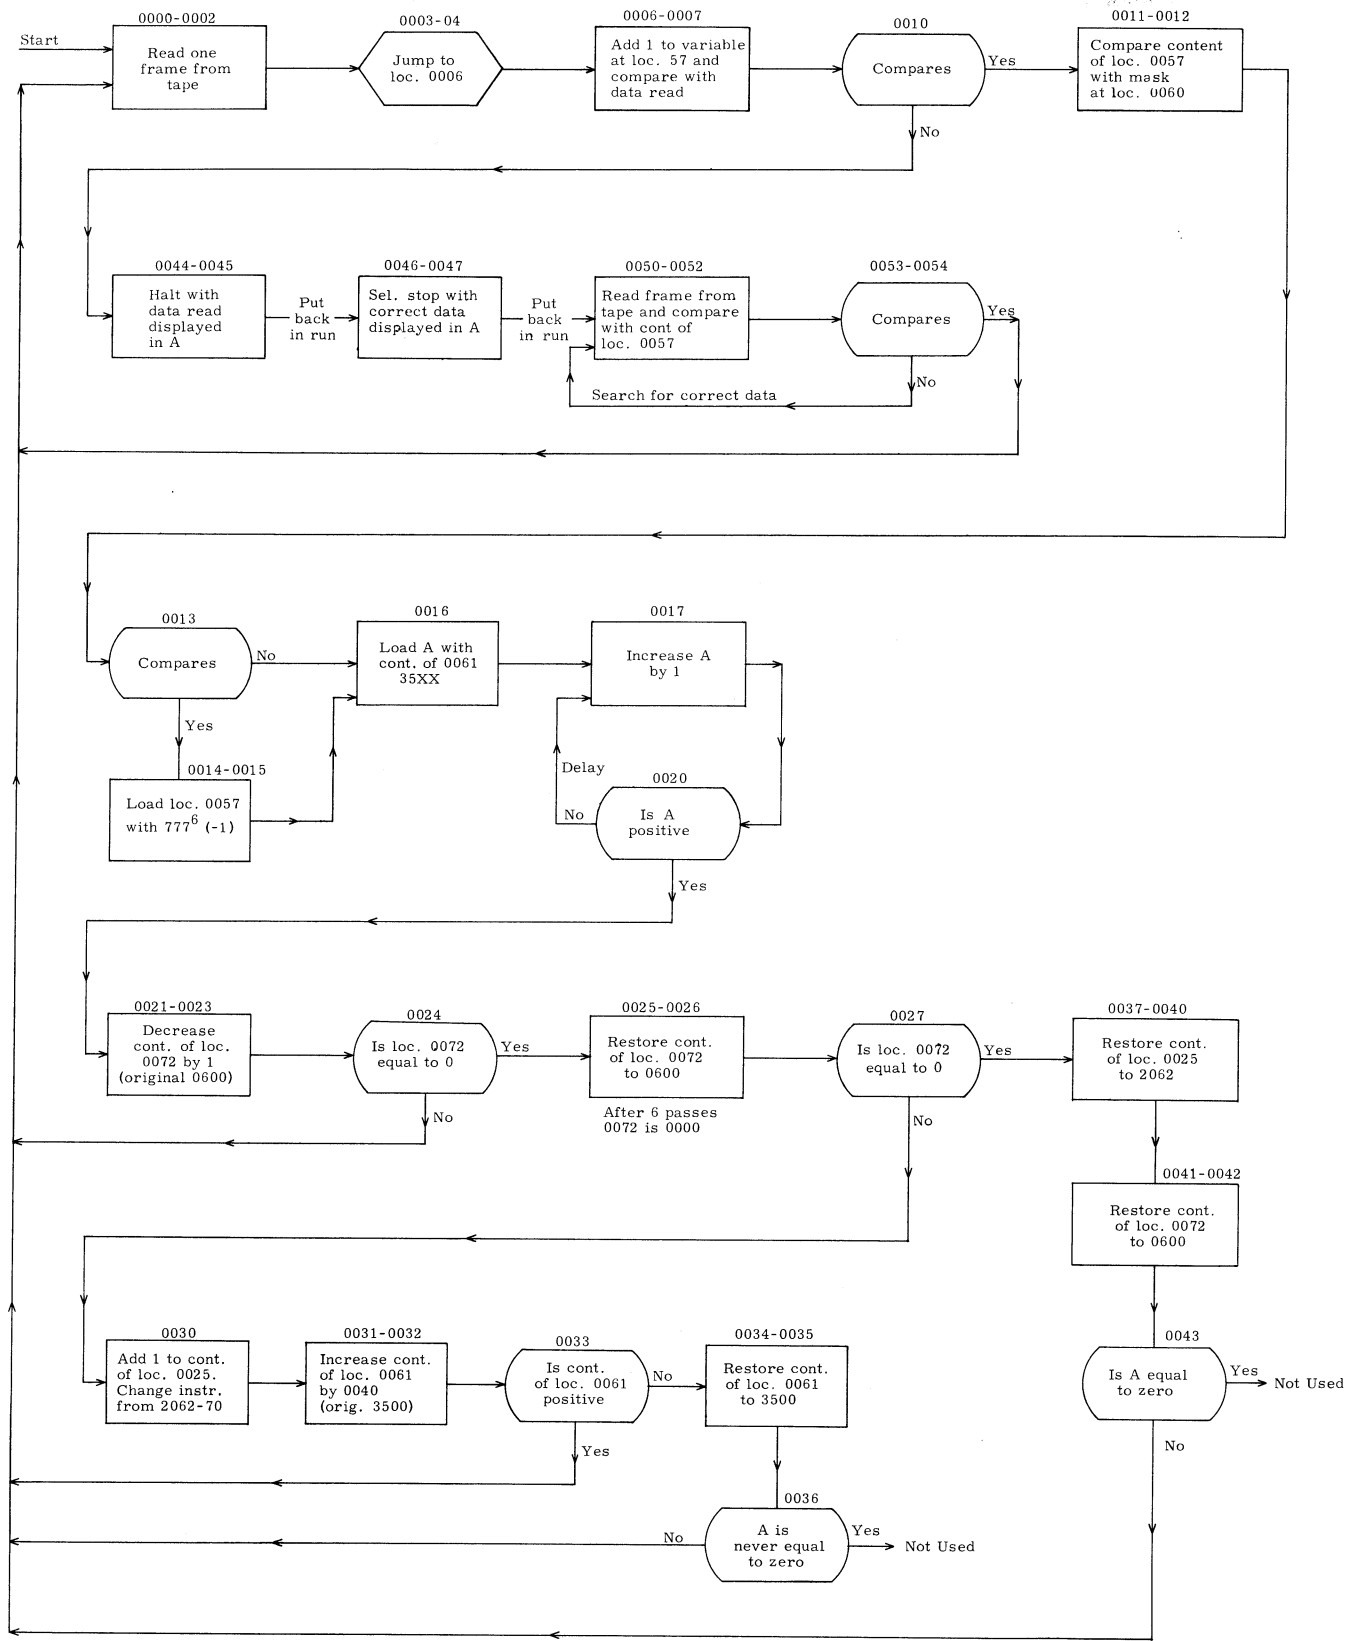 0000-0002
Start
Read one
frame from
tape
0003-04
Jump to
loc. 0006
0006-0007
Add 1 to variable
at loc. 57 and
compare with
data read
0010
Compares
Yes
No
0011-0012
Compare content
of loc. 0057
with mask
at loc. 0060
0044-0045
Halt with
data read
displayed
in A
Put
back
in run
0046-0047
Sel. stop with
correct data
displayed in A
Put
back
in run
0050-0052
Read frame from
tape and compare
with cont of
loc. 0057
0053-0054
Compares
Yes
No
Search for correct data
0013
Compares
No
Yes
0014-0015
Load loc. 0057
with 777⁶ (-1)
0016
Load A with
cont. of 0061
35XX
0017
Increase A
by 1
Delay
0020
Is A
positive
No
Yes
0021-0023
Decrease
cont. of loc.
0072 by 1
(original 0600)
0024
Is loc. 0072
equal to 0
Yes
No
0025-0026
Restore cont.
of loc. 0072
to 0600
After 6 passes
0072 is 0000
0027
Is loc. 0072
equal to 0
Yes
No
0037-0040
Restore cont.
of loc. 0025
to 2062
0041-0042
Restore cont.
of loc. 0072
to 0600
0030
Add 1 to cont.
of loc. 0025.
Change instr.
from 2062-70
0031-0032
Increase cont.
of loc. 0061
by 0040
(orig. 3500)
0033
Is cont.
of loc. 0061
positive
No
Yes
0034-0035
Restore cont.
of loc. 0061
to 3500
0043
Is A equal
to zero
Yes
Not Used
No
0036
A is
never equal
to zero
No
Yes
Not Used